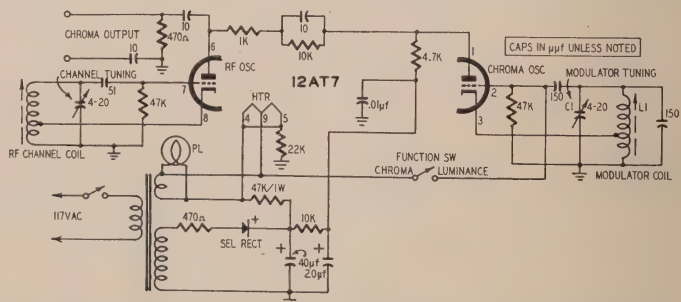 CHROMA OUTPUT
10
470Ω
10
10
6
RF OSC
7
8
CHANNEL TUNING
51
4-20
47K
RF CHANNEL COIL
1K
10
10K
12AT7
4.7K
.01µf
1
CHROMA OSC
2
3
CAPS IN µµf UNLESS NOTED
MODULATOR TUNING
150
47K
C1
4-20
10
L1
150
MODULATOR COIL
HTR
4
9
5
22K
PL
FUNCTION SW
CHROMA
LUMINANCE
47K/1W
117VAC
470Ω
SEL RECT
+
10K
+
+
40µf
20µf